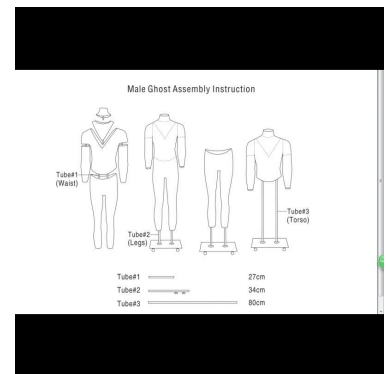 Male Ghost Assembly Instruction
Tube#1
(Waist)
Tube#2
(Legs)
Tube#3
(Torso)
Tube#1 27cm
Tube#2 34cm
Tube#3 80cm